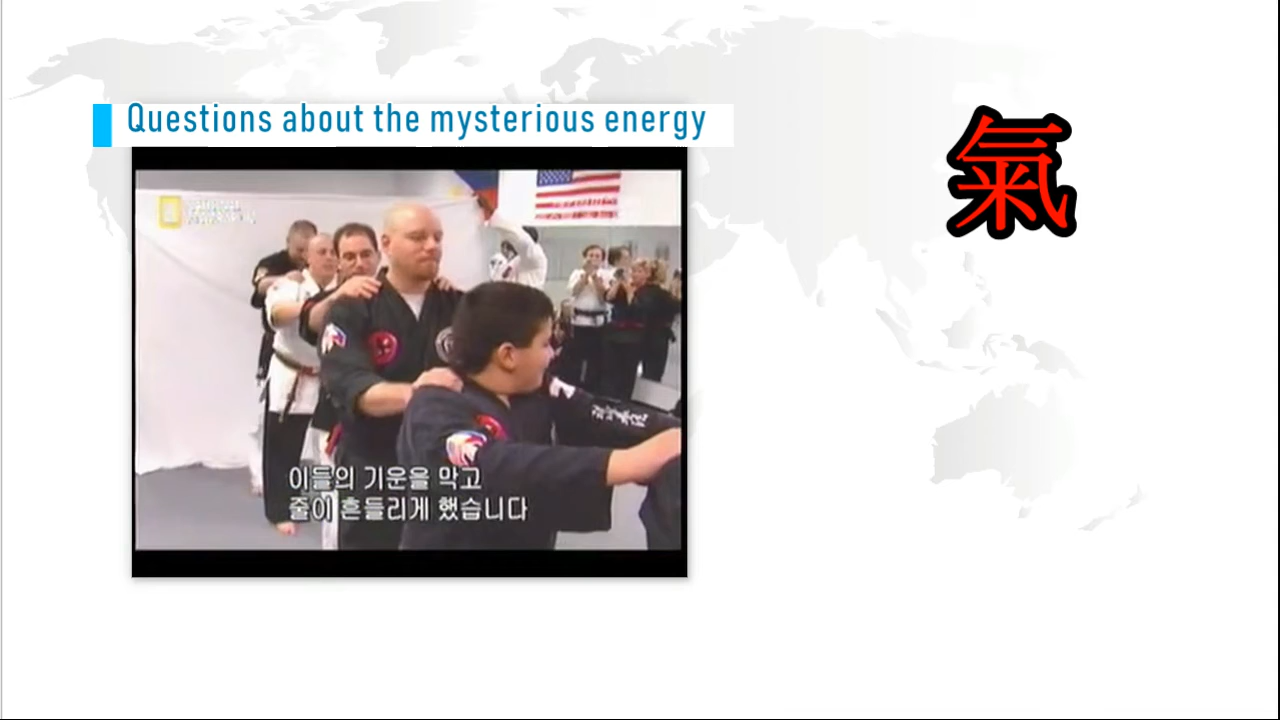 Questions about the mysterious energy
氣
이들의 기운을 막고
줄이 흔들리게 했습니다